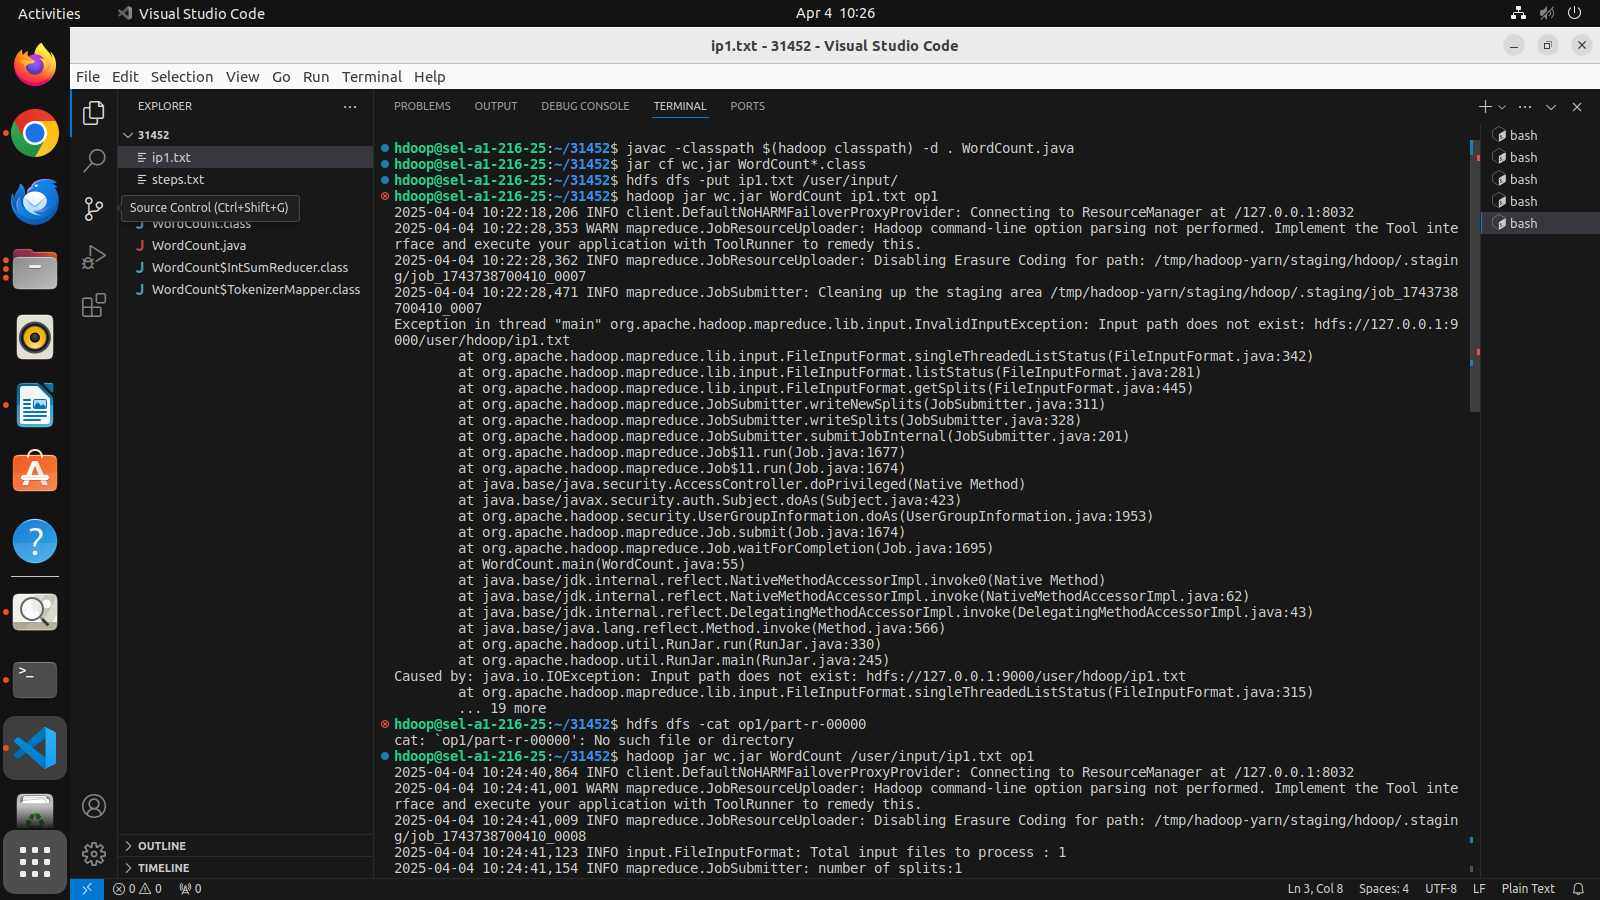 Activities
Visual Studio Code
Apr 4 10:26
ip1.txt - 31452 - Visual Studio Code
File Edit Selection View Go Run Terminal Help
EXPLORER
31452
ip1.txt
steps.txt
Source Control (Ctrl+Shift+G)
WordCount.class
WordCount.java
WordCount$IntSumReducer.class
WordCount$TokenizerMapper.class
OUTLINE
TIMELINE
PROBLEMS OUTPUT DEBUG CONSOLE TERMINAL PORTS
hdoop@sel-a1-216-25:~/31452$ javac -classpath $(hadoop classpath) -d . WordCount.java
hdoop@sel-a1-216-25:~/31452$ jar cf wc.jar WordCount*.class
hdoop@sel-a1-216-25:~/31452$ hdfs dfs -put ip1.txt /user/input/
hdoop@sel-a1-216-25:~/31452$ hadoop jar wc.jar WordCount ip1.txt op1
2025-04-04 10:22:18,206 INFO client.DefaultNoHARMFailoverProxyProvider: Connecting to ResourceManager at /127.0.0.1:8032
2025-04-04 10:22:28,353 WARN mapreduce.JobResourceUploader: Hadoop command-line option parsing not performed. Implement the Tool inte
rface and execute your application with ToolRunner to remedy this.
2025-04-04 10:22:28,362 INFO mapreduce.JobResourceUploader: Disabling Erasure Coding for path: /tmp/hadoop-yarn/staging/hdoop/.stagin
g/job_1743738700410_0007
2025-04-04 10:22:28,471 INFO mapreduce.JobSubmitter: Cleaning up the staging area /tmp/hadoop-yarn/staging/hdoop/.staging/job_1743738
700410_0007
Exception in thread "main" org.apache.hadoop.mapreduce.lib.input.InvalidInputException: Input path does not exist: hdfs://127.0.0.1:9
000/user/hdoop/ip1.txt
at org.apache.hadoop.mapreduce.lib.input.FileInputFormat.singleThreadedListStatus(FileInputFormat.java:342)
at org.apache.hadoop.mapreduce.lib.input.FileInputFormat.listStatus(FileInputFormat.java:281)
at org.apache.hadoop.mapreduce.lib.input.FileInputFormat.getSplits(FileInputFormat.java:445)
at org.apache.hadoop.mapreduce.JobSubmitter.writeNewSplits(JobSubmitter.java:311)
at org.apache.hadoop.mapreduce.JobSubmitter.writeSplits(JobSubmitter.java:328)
at org.apache.hadoop.mapreduce.JobSubmitter.submitJobInternal(JobSubmitter.java:201)
at org.apache.hadoop.mapreduce.Job$11.run(Job.java:1677)
at org.apache.hadoop.mapreduce.Job$11.run(Job.java:1674)
at java.base/java.security.AccessController.doPrivileged(Native Method)
at java.base/javax.security.auth.Subject.doAs(Subject.java:423)
at org.apache.hadoop.security.UserGroupInformation.doAs(UserGroupInformation.java:1953)
at org.apache.hadoop.mapreduce.Job.submit(Job.java:1674)
at org.apache.hadoop.mapreduce.Job.waitForCompletion(Job.java:1695)
at WordCount.main(WordCount.java:55)
at java.base/jdk.internal.reflect.NativeMethodAccessorImpl.invoke0(Native Method)
at java.base/jdk.internal.reflect.NativeMethodAccessorImpl.invoke(NativeMethodAccessorImpl.java:62)
at java.base/jdk.internal.reflect.DelegatingMethodAccessorImpl.invoke(DelegatingMethodAccessorImpl.java:43)
at java.base/java.lang.reflect.Method.invoke(Method.java:566)
at org.apache.hadoop.util.RunJar.run(RunJar.java:330)
at org.apache.hadoop.util.RunJar.main(RunJar.java:245)
Caused by: java.io.IOException: Input path does not exist: hdfs://127.0.0.1:9000/user/hdoop/ip1.txt
at org.apache.hadoop.mapreduce.lib.input.FileInputFormat.singleThreadedListStatus(FileInputFormat.java:315)
... 19 more
hdoop@sel-a1-216-25:~/31452$ hdfs dfs -cat op1/part-r-00000
cat: `op1/part-r-00000': No such file or directory
hdoop@sel-a1-216-25:~/31452$ hadoop jar wc.jar WordCount /user/input/ip1.txt op1
2025-04-04 10:24:40,864 INFO client.DefaultNoHARMFailoverProxyProvider: Connecting to ResourceManager at /127.0.0.1:8032
2025-04-04 10:24:41,001 WARN mapreduce.JobResourceUploader: Hadoop command-line option parsing not performed. Implement the Tool inte
rface and execute your application with ToolRunner to remedy this.
2025-04-04 10:24:41,009 INFO mapreduce.JobResourceUploader: Disabling Erasure Coding for path: /tmp/hadoop-yarn/staging/hdoop/.stagin
g/job_1743738700410_0008
2025-04-04 10:24:41,123 INFO input.FileInputFormat: Total input files to process : 1
2025-04-04 10:24:41,154 INFO mapreduce.JobSubmitter: number of splits:1
bash
bash
bash
bash
bash
0 0 0
Ln 3, Col 8 Spaces: 4 UTF-8 LF Plain Text